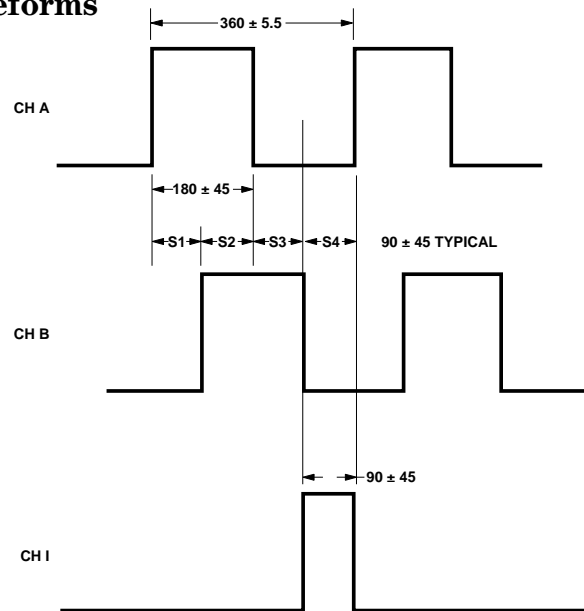 eforms
360 ± 5.5
CH A
180 ± 45
S1 S2 S3 S4 90 ± 45 TYPICAL
CH B
90 ± 45
CH I